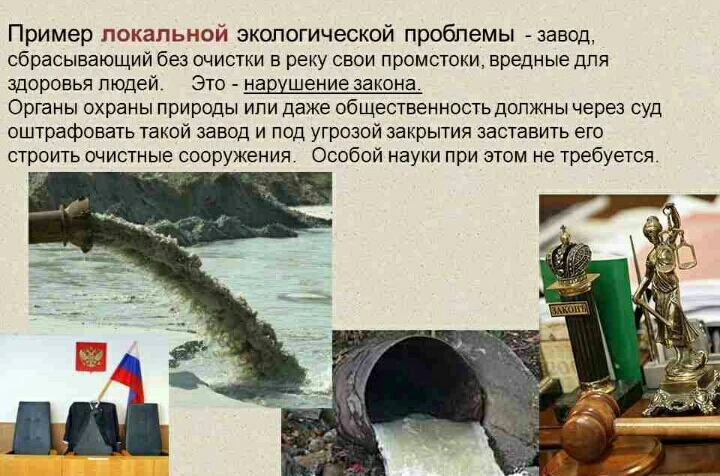 Пример локальной экологической проблемы - завод,
сбрасывающий без очистки в реку свои промстоки, вредные для
здоровья людей. Это - нарушение закона.
Органы охраны природы или даже общественность должны через суд
оштрафовать такой завод и под угрозой закрытия заставить его
строить очистные сооружения. Особой науки при этом не требуется.
ЗАКОНЪ